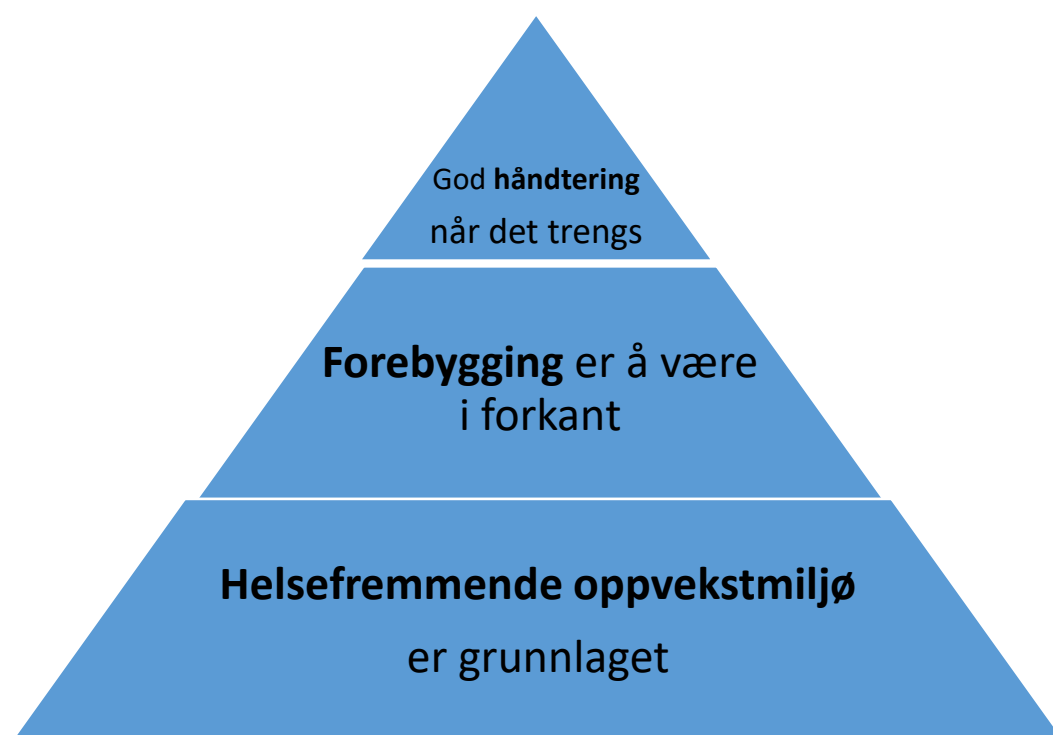 God håndtering
når det trengs
Forebygging er å være
i forkant
Helsefremmende oppvekstmiljø
er grunnlaget